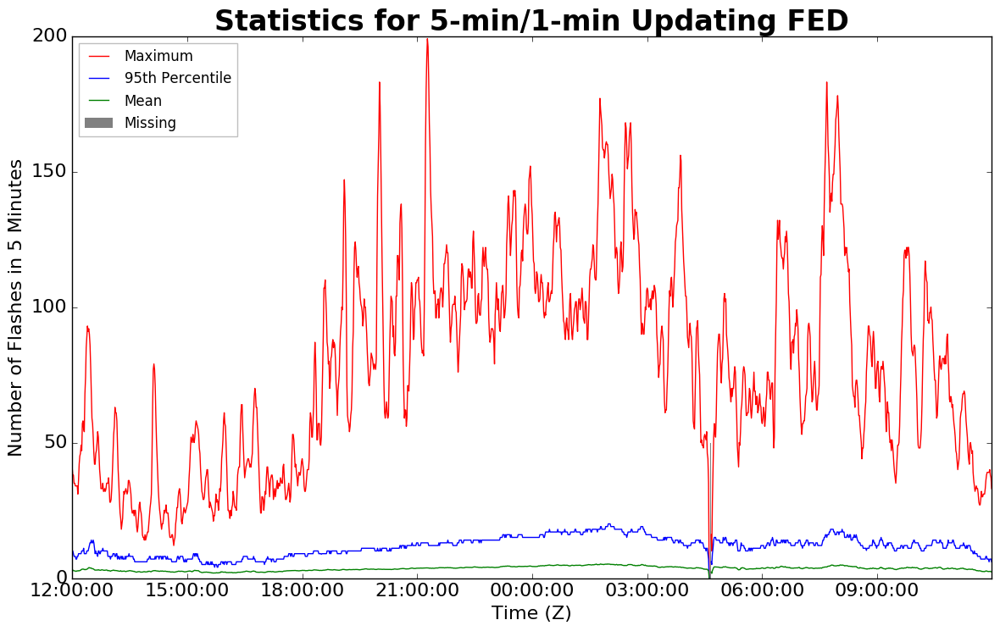 Statistics for 5-min/1-min Updating FED
200
150
100
50
0
Number of Flashes in 5 Minutes
Maximum
95th Percentile
Mean
Missing
12:00:00 15:00:00 18:00:00 21:00:00 00:00:00 03:00:00 06:00:00 09:00:00
Time (Z)